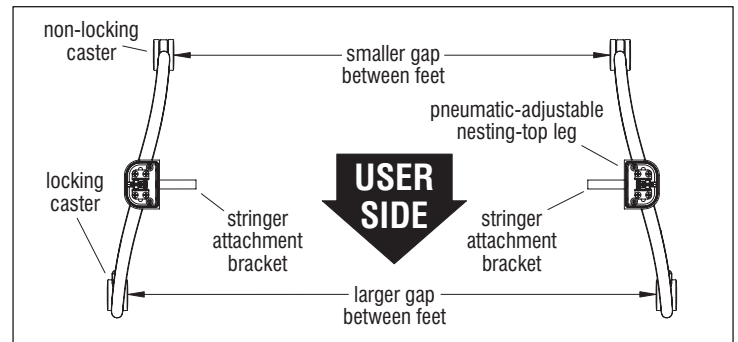 non-locking
caster
smaller gap
between feet
pneumatic-adjustable
nesting-top leg
locking
caster
USER
SIDE
stringer
attachment
bracket
stringer
attachment
bracket
larger gap
between feet